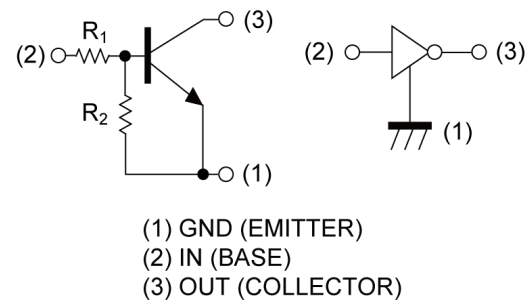 R1
(2)
(3)
R2
(1)
(2)
(3)
(1)
(1) GND (EMITTER)
(2) IN (BASE)
(3) OUT (COLLECTOR)